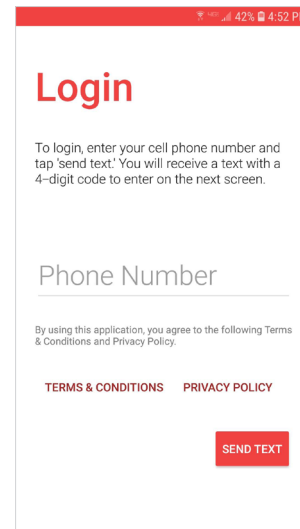 42% 4:52 P
Login
To login, enter your cell phone number and
tap 'send text.' You will receive a text with a
4-digit code to enter on the next screen.
Phone Number
By using this application, you agree to the following Terms
& Conditions and Privacy Policy.
TERMS & CONDITIONS PRIVACY POLICY
SEND TEXT